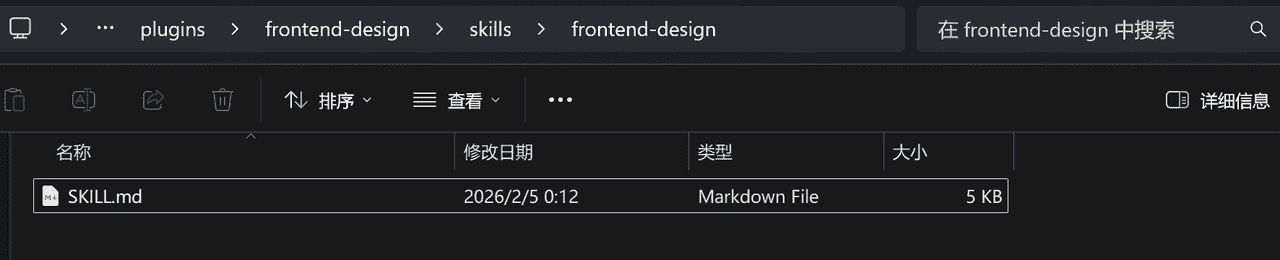 ··· plugins frontend-design skills frontend-design 在 frontend-design 中搜索
排序 查看 ··· 详细信息
名称 修改日期 类型 大小
SKILL.md 2026/2/5 0:12 Markdown File 5 KB